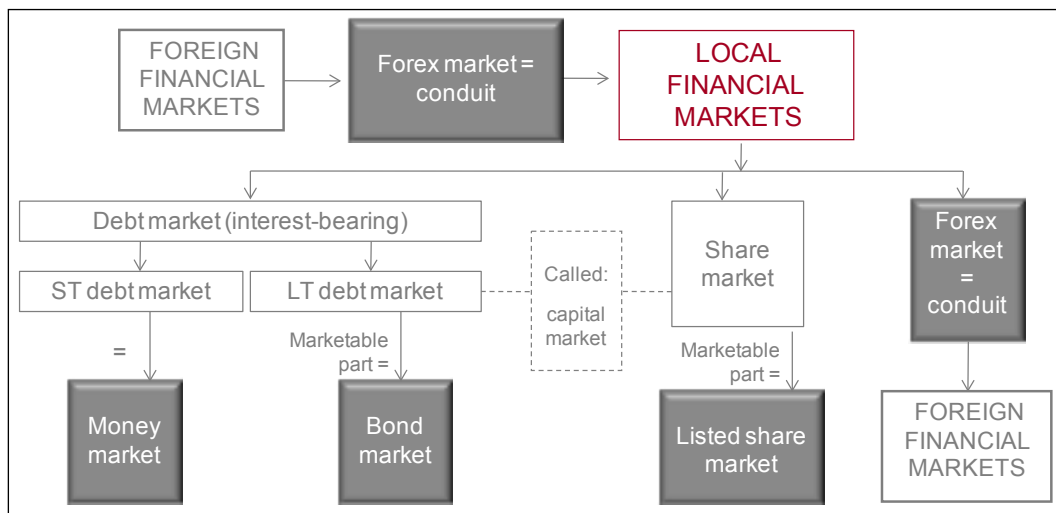 FOREIGN
FINANCIAL
MARKETS
Forex market =
conduit
LOCAL
FINANCIAL
MARKETS
Debt market (interest-bearing)
ST debt market
LT debt market
Called:
capital
market
Share
market
Forex
market
=
conduit
=
Marketable
part =
Marketable
part =
Money
market
Bond
market
Listed share
market
FOREIGN
FINANCIAL
MARKETS